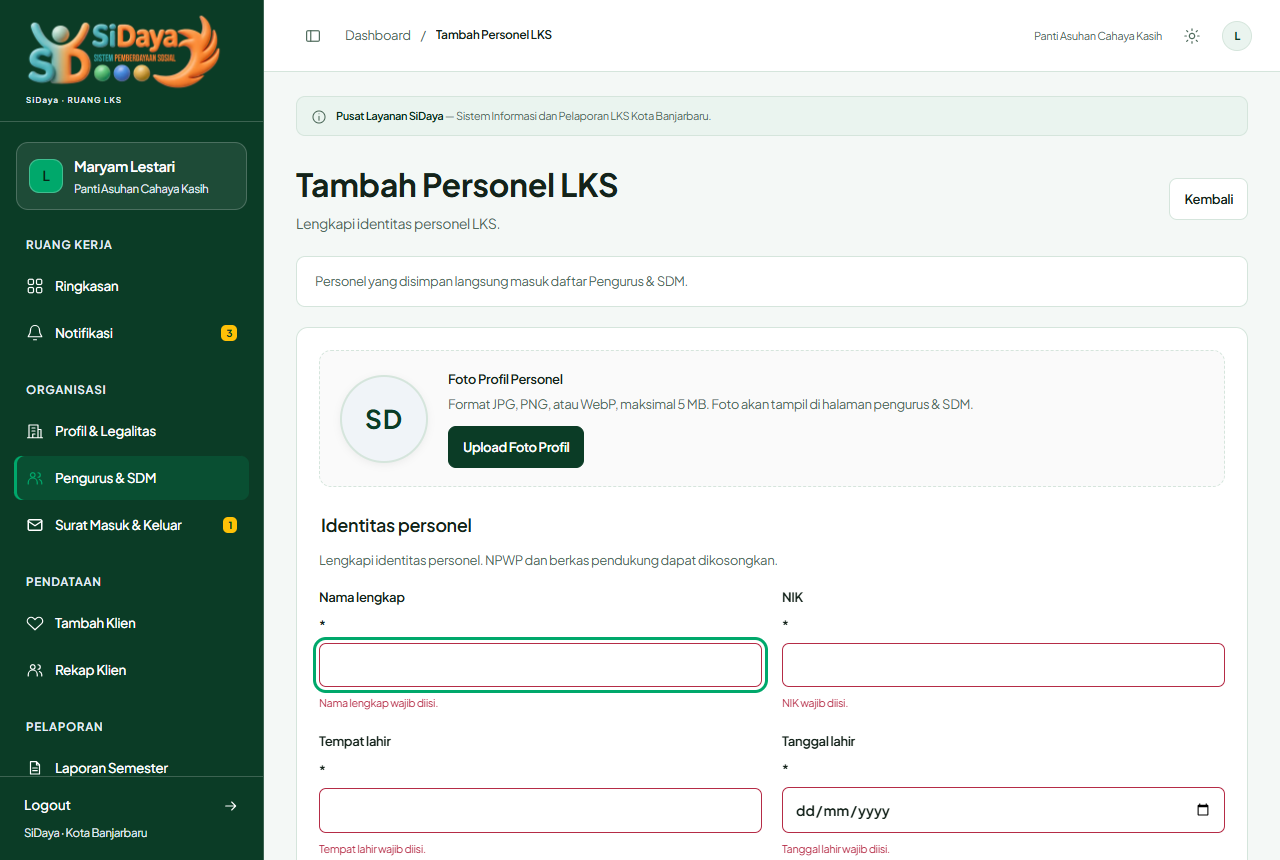 SiDaya
SISTEM PEMBERDAYAAN SOSIAL
SiDaya · RUANG LKS
L
Maryam Lestari
Panti Asuhan Cahaya Kasih
RUANG KERJA
Ringkasan
Notifikasi 3
ORGANISASI
Profil & Legalitas
Pengurus & SDM
Surat Masuk & Keluar 1
PENDATAAN
Tambah Klien
Rekap Klien
PELAPORAN
Laporan Semester
Logout
SiDaya · Kota Banjarbaru
Dashboard / Tambah Personel LKS
Panti Asuhan Cahaya Kasih
L
Pusat Layanan SiDaya — Sistem Informasi dan Pelaporan LKS Kota Banjarbaru.
Tambah Personel LKS
Lengkapi identitas personel LKS.
Kembali
Personel yang disimpan langsung masuk daftar Pengurus & SDM.
SD
Foto Profil Personel
Format JPG, PNG, atau WebP, maksimal 5 MB. Foto akan tampil di halaman pengurus & SDM.
Upload Foto Profil
Identitas personel
Lengkapi identitas personel. NPWP dan berkas pendukung dapat dikosongkan.
Nama lengkap
*
Nama lengkap wajib diisi.
NIK
*
NIK wajib diisi.
Tempat lahir
*
Tempat lahir wajib diisi.
Tanggal lahir
*
dd/mm/yyyy
Tanggal lahir wajib diisi.